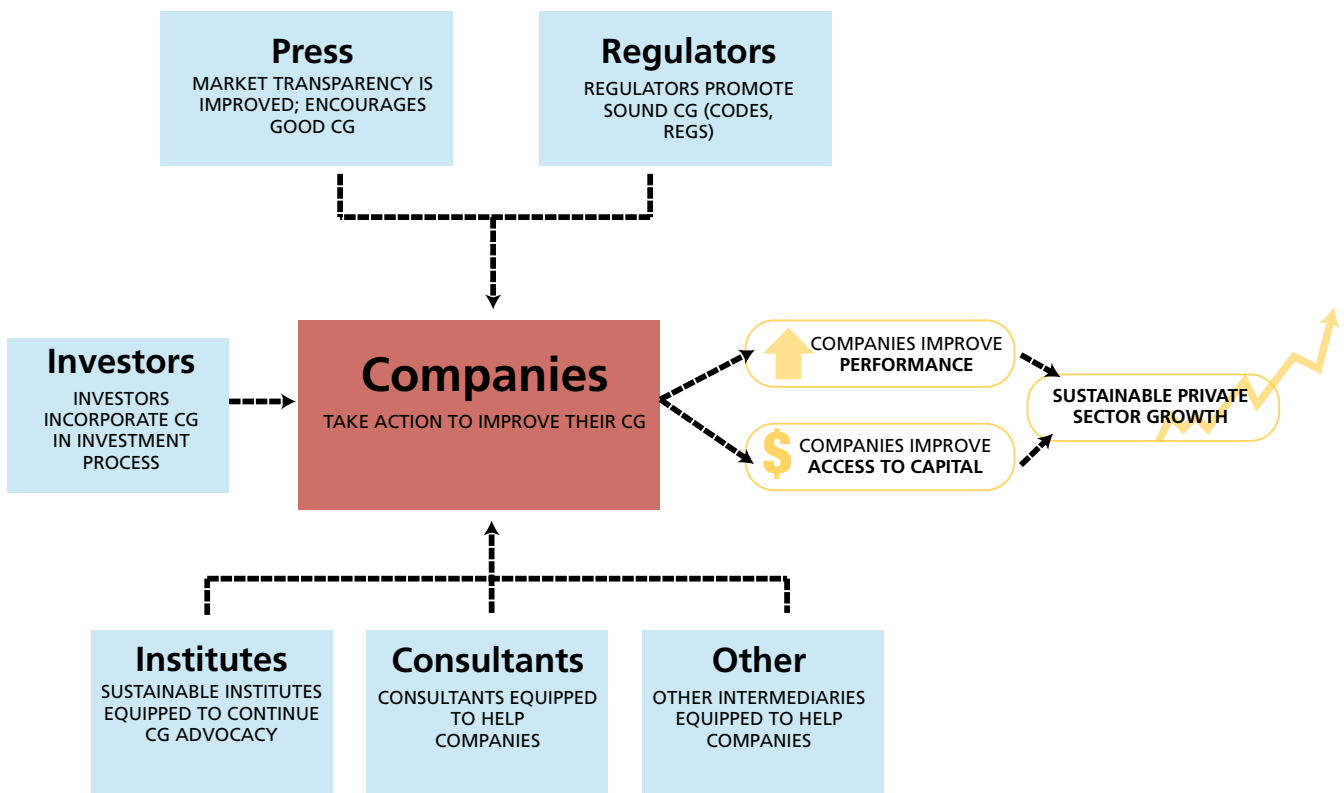 Press
MARKET TRANSPARENCY IS
IMPROVED; ENCOURAGES
GOOD CG
Regulators
REGULATORS PROMOTE
SOUND CG (CODES,
REGS)
Investors
INVESTORS
INCORPORATE CG
IN INVESTMENT
PROCESS
Companies
TAKE ACTION TO IMPROVE THEIR CG
COMPANIES IMPROVE
PERFORMANCE
$
COMPANIES IMPROVE
ACCESS TO CAPITAL
SUSTAINABLE PRIVATE
SECTOR GROWTH
Institutes
SUSTAINABLE INSTITUTES
EQUIPPED TO CONTINUE
CG ADVOCACY
Consultants
CONSULTANTS EQUIPPED
TO HELP
COMPANIES
Other
OTHER INTERMEDIARIES
EQUIPPED TO HELP
COMPANIES